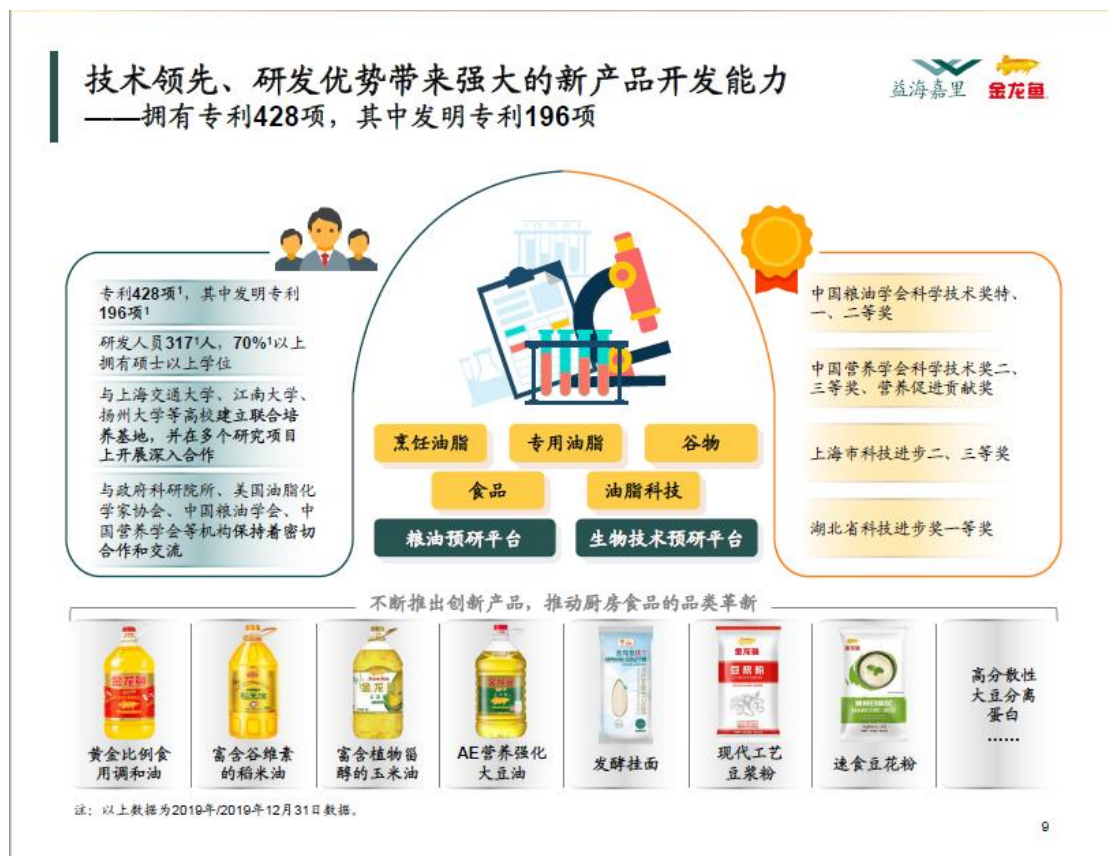 技术领先、研发优势带来强大的新产品开发能力
——拥有专利428项，其中发明专利196项
益海嘉里
金龙鱼
专利428项1，其中发明专利
196项1
研发人员3171人，70%1以上
拥有硕士以上学位
与上海交通大学、江南大学、
扬州大学等高校建立联合培
养基地，并在多个研究项目
上开展深入合作
与政府科研院所、美国油脂化
学家协会、中国粮油学会、中
国营养学会等机构保持着密切
合作和交流
烹饪油脂
专用油脂
谷物
食品
油脂科技
粮油预研平台
生物技术预研平台
中国粮油学会科学技术奖特、
一、二等奖
中国营养学会科学技术奖二、
三等奖、营养促进贡献奖
上海市科技进步二、三等奖
湖北省科技进步奖一等奖
不断推出创新产品，推动厨房食品的品类革新
金龙鱼
稻米油
金龙鱼
豆浆粉
黄金比例食
用调和油
富含谷维素
的稻米油
富含植物甾
醇的玉米油
AE营养强化
大豆油
发酵挂面
现代工艺
豆浆粉
速食豆花粉
高分散性
大豆分离
蛋白
……
注：以上数据为2019年/2019年12月31日数据。
9